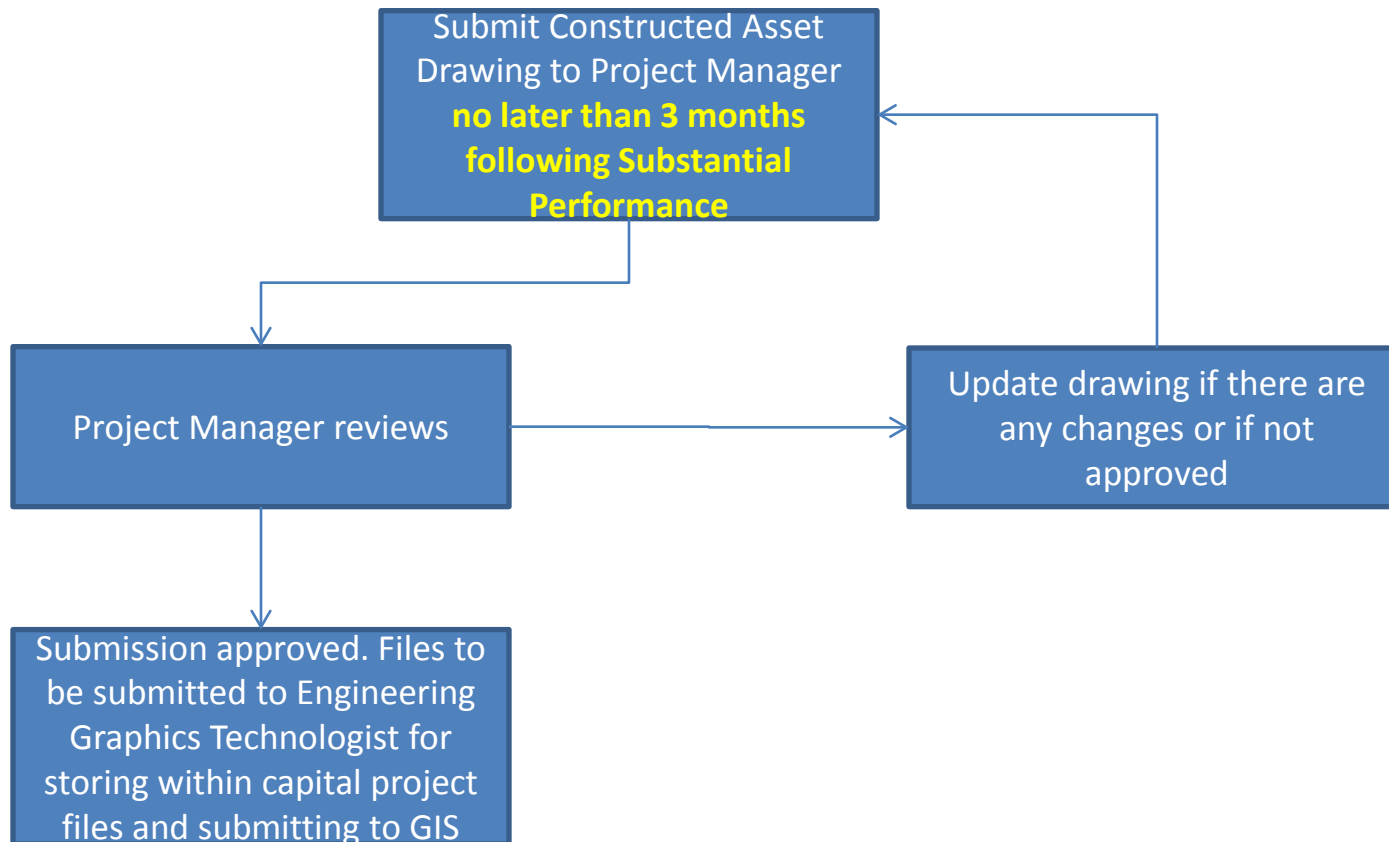 Submit Constructed Asset
Drawing to Project Manager
no later than 3 months
following Substantial
Performance
Project Manager reviews
Update drawing if there are
any changes or if not
approved
Submission approved. Files to
be submitted to Engineering
Graphics Technologist for
storing within capital project
files and submitting to GIS